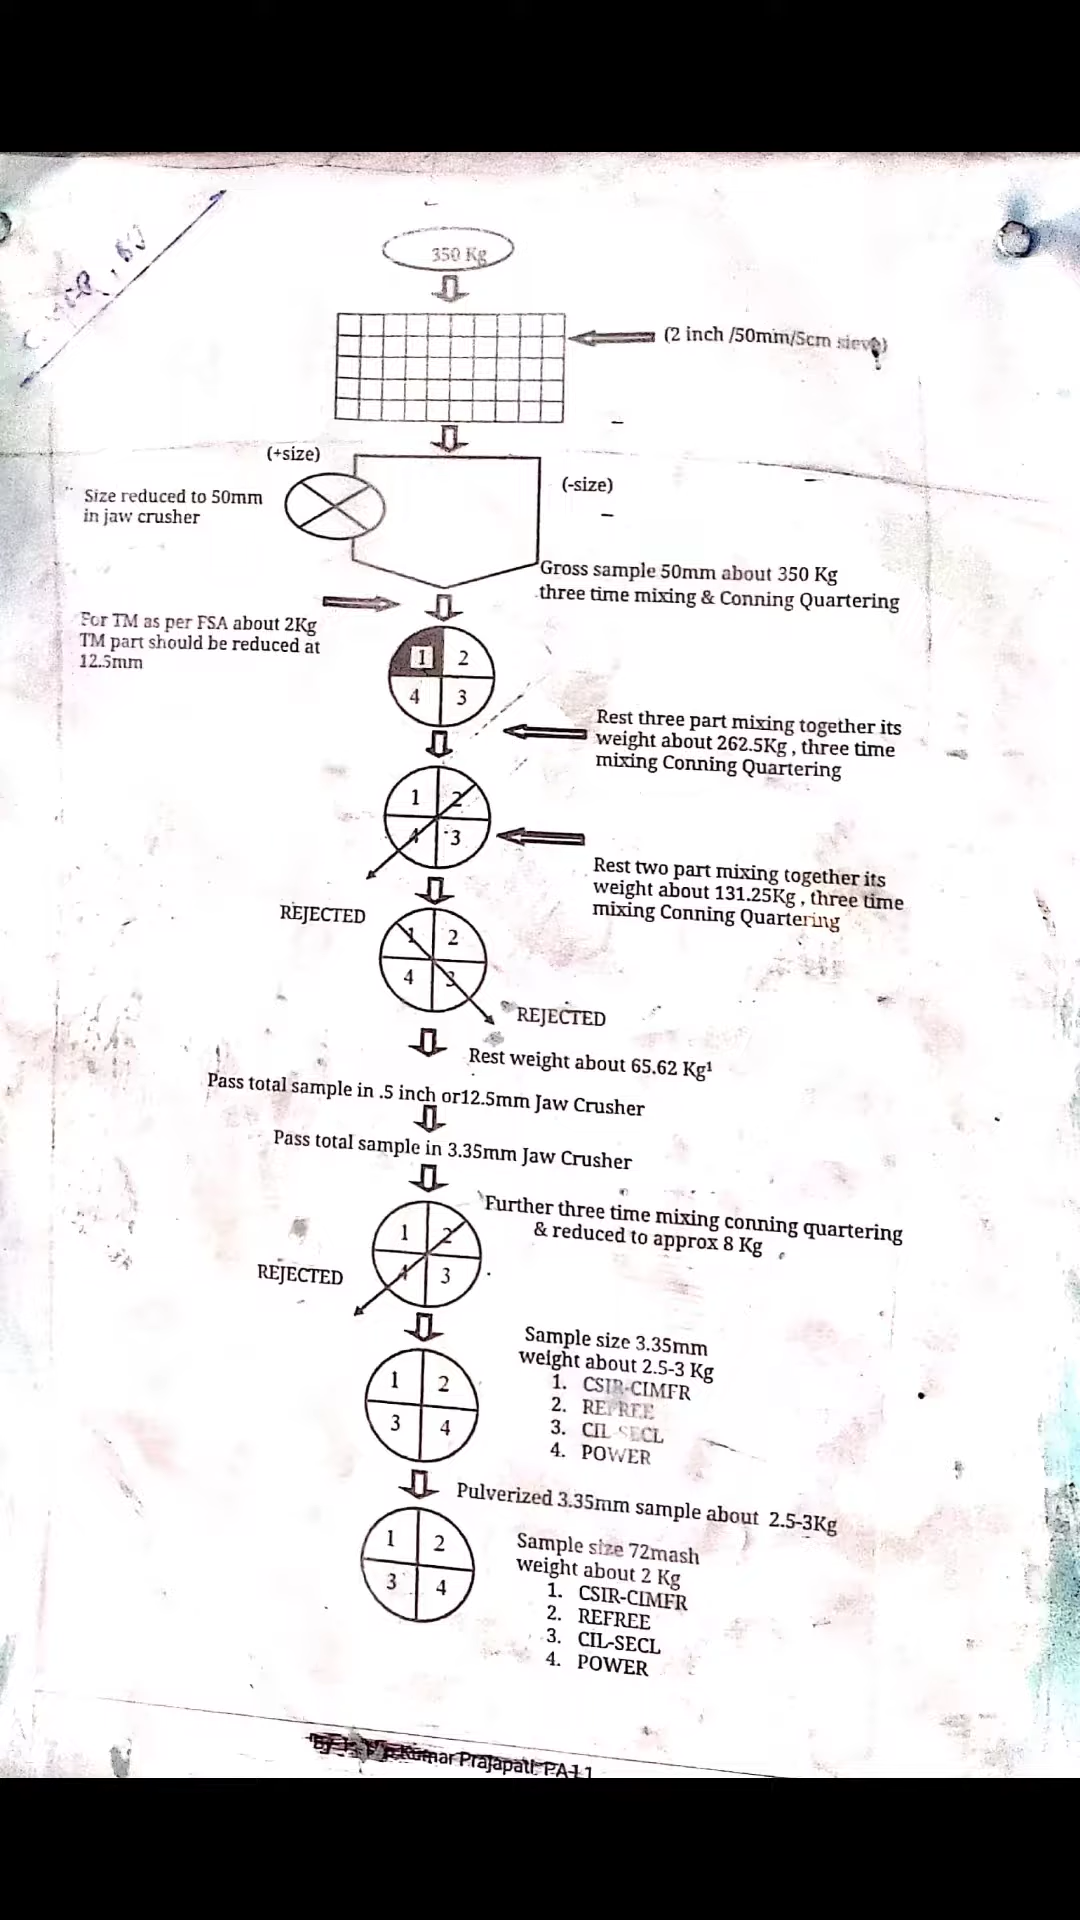 350 Kg
(2 inch /50mm/5cm sieve)
(+size)
(-size)
Size reduced to 50mm
in jaw crusher
Gross sample 50mm about 350 Kg
three time mixing & Conning Quartering
For TM as per FSA about 2Kg
TM part should be reduced at
12.5mm
1 2
4 3
Rest three part mixing together its
weight about 262.5Kg , three time
mixing Conning Quartering
1 2
4 3
Rest two part mixing together its
weight about 131.25Kg , three time
mixing Conning Quartering
REJECTED
1 2
4 3
REJECTED
Rest weight about 65.62 Kg¹
Pass total sample in .5 inch or12.5mm Jaw Crusher
Pass total sample in 3.35mm Jaw Crusher
Further three time mixing conning quartering
& reduced to approx 8 Kg
1 2
4 3
REJECTED
Sample size 3.35mm
weight about 2.5-3 Kg
1. CSIR-CIMFR
2. REFREE
3. CIL-SECL
4. POWER
1 2
3 4
Pulverized 3.35mm sample about 2.5-3Kg
1 2
3 4
Sample size 72mash
weight about 2 Kg
1. CSIR-CIMFR
2. REFREE
3. CIL-SECL
4. POWER
Kumar Prajapati